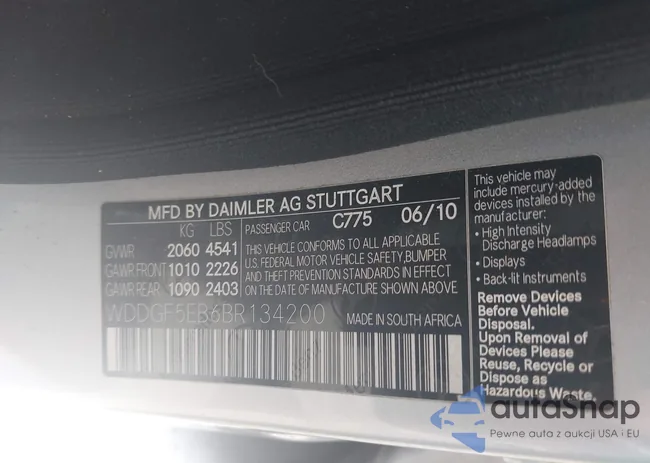 MFD BY DAIMLER AG STUTTGART
KG LBS PASSENGER CAR C775 06/10
GVWR 2060 4541
GAWR FRONT 1010 2226
GAWR REAR 1090 2403
THIS VEHICLE CONFORMS TO ALL APPLICABLE
U.S. FEDERAL MOTOR VEHICLE SAFETY,BUMPER
AND THEFT PREVENTION STANDARDS IN EFFECT
ON THE DATE OF MANUFACTURE SHOWN ABOVE
WDDGF5EB6BR134200
MADE IN SOUTH AFRICA
This vehicle may
include mercury-added
devices installed by the
manufacturer:
• High Intensity
Discharge Headlamps
• Displays
• Back-lit Instruments
Remove Devices
Before Vehicle
Disposal.
Upon Removal of
Devices Please
Reuse, Recycle or
Dispose as
Hazardous Waste.
autoSnap
Pewne auta z aukcji USA i EU